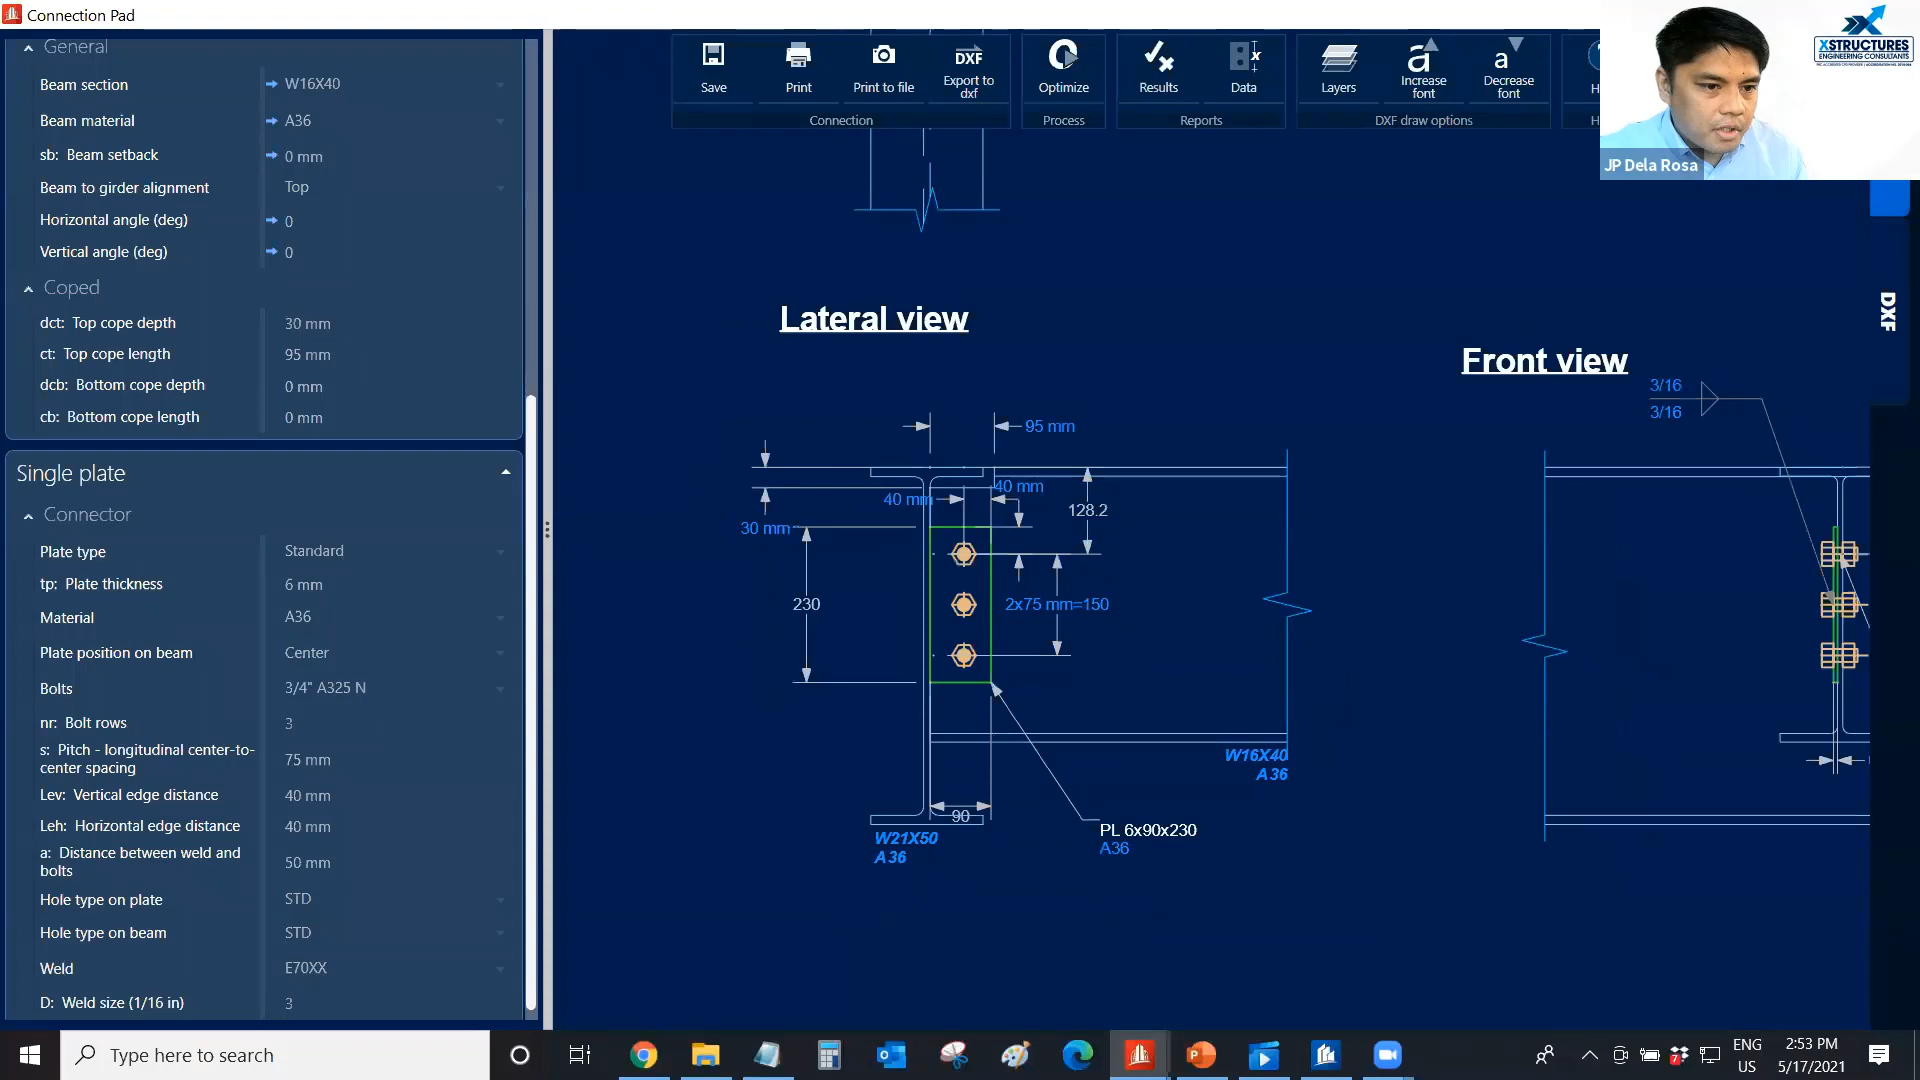 Connection Pad
General
Beam section W16X40
Beam material A36
sb: Beam setback 0 mm
Beam to girder alignment Top
Horizontal angle (deg) 0
Vertical angle (deg) 0
Coped
dct: Top cope depth 30 mm
ct: Top cope length 95 mm
dcb: Bottom cope depth 0 mm
cb: Bottom cope length 0 mm
Single plate
Connector
Plate type Standard
tp: Plate thickness 6 mm
Material A36
Plate position on beam Center
Bolts 3/4" A325 N
nr: Bolt rows 3
s: Pitch - longitudinal center-to-
center spacing 75 mm
Lev: Vertical edge distance 40 mm
Leh: Horizontal edge distance 40 mm
a: Distance between weld and
bolts 50 mm
Hole type on plate STD
Hole type on beam STD
Weld E70XX
D: Weld size (1/16 in) 3
Save
Print
Print to file
DXF
Export to
dxf
Connection
Optimize
Process
Results
x
Data
Reports
Layers
a
Increase
font
a
Decrease
font
DXF draw options
JP Dela Rosa
XSTRUCTURES
ENGINEERING CONSULTANTS
DXF
Lateral view
95 mm
40 mm
40 mm
128.2
30 mm
230
2x75 mm=150
W16X40
A36
90
W21X50
A36
PL 6x90x230
A36
Front view
3/16
3/16
Type here to search
7
ENG
US
2:53 PM
5/17/2021